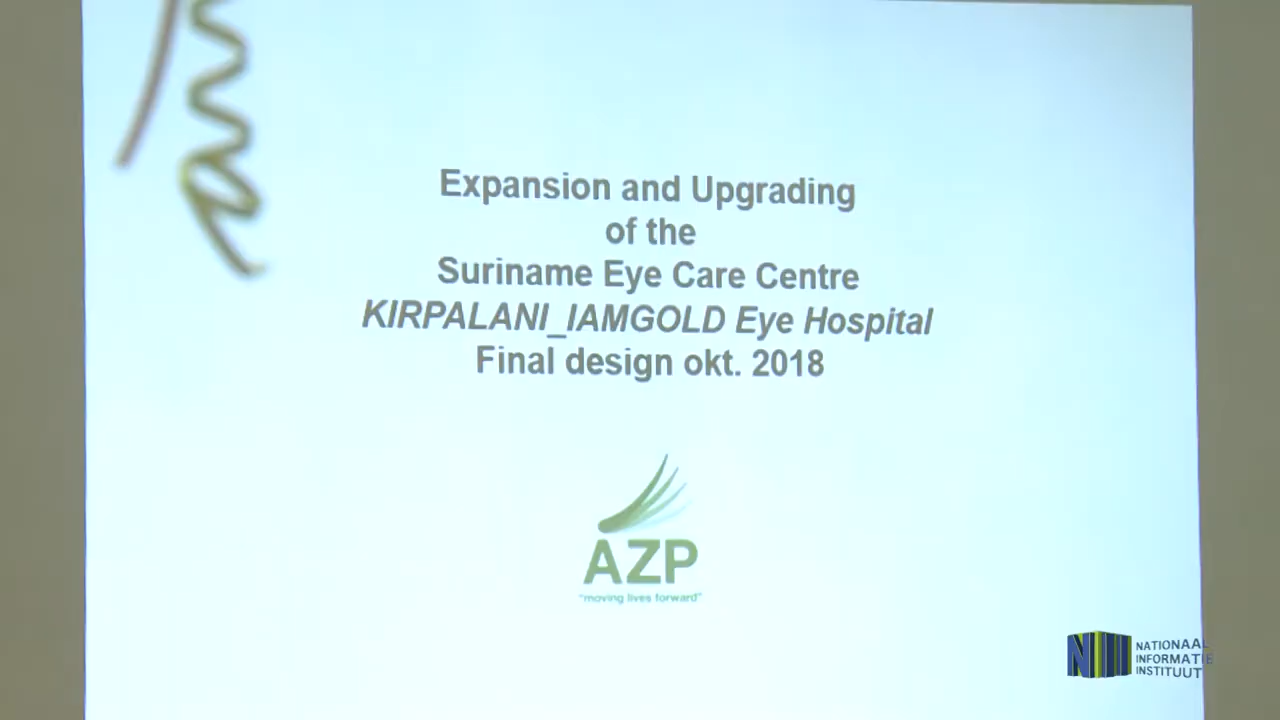 Expansion and Upgrading
of the
Suriname Eye Care Centre
KIRPALANI_IAMGOLD Eye Hospital
Final design okt. 2018
AZP
"moving lives forward"
NATIONAAL
INFORMATIE
INSTITUUT